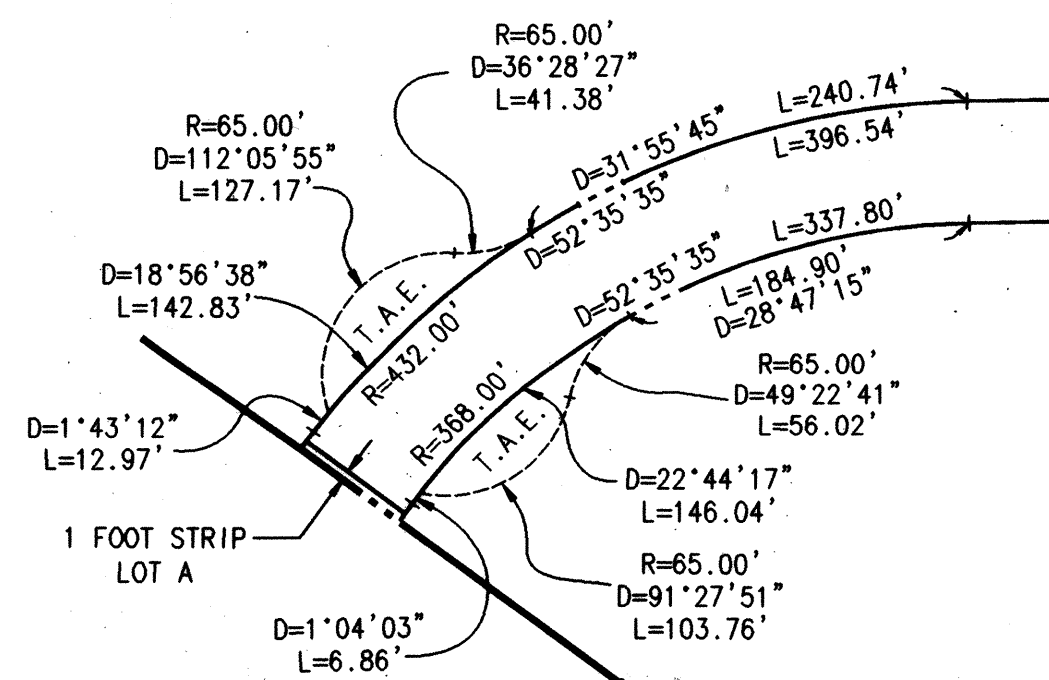 R=65.00'
D=36°28'27"
L=41.38'
R=65.00'
D=112°05'55"
L=127.17'
D=31°55'45"
L=240.74'
L=396.54'
D=52°35'35"
D=18°56'38"
L=142.83'
T.A.E.
R=432.00'
D=52°35'35"
L=337.80'
L=184.90'
D=28°47'15"
R=65.00'
D=49°22'41"
L=56.02'
R=368.00'
T.A.E.
D=1°43'12"
L=12.97'
D=22°44'17"
L=146.04'
1 FOOT STRIP
LOT A
R=65.00'
D=91°27'51"
L=103.76'
D=1°04'03"
L=6.86'